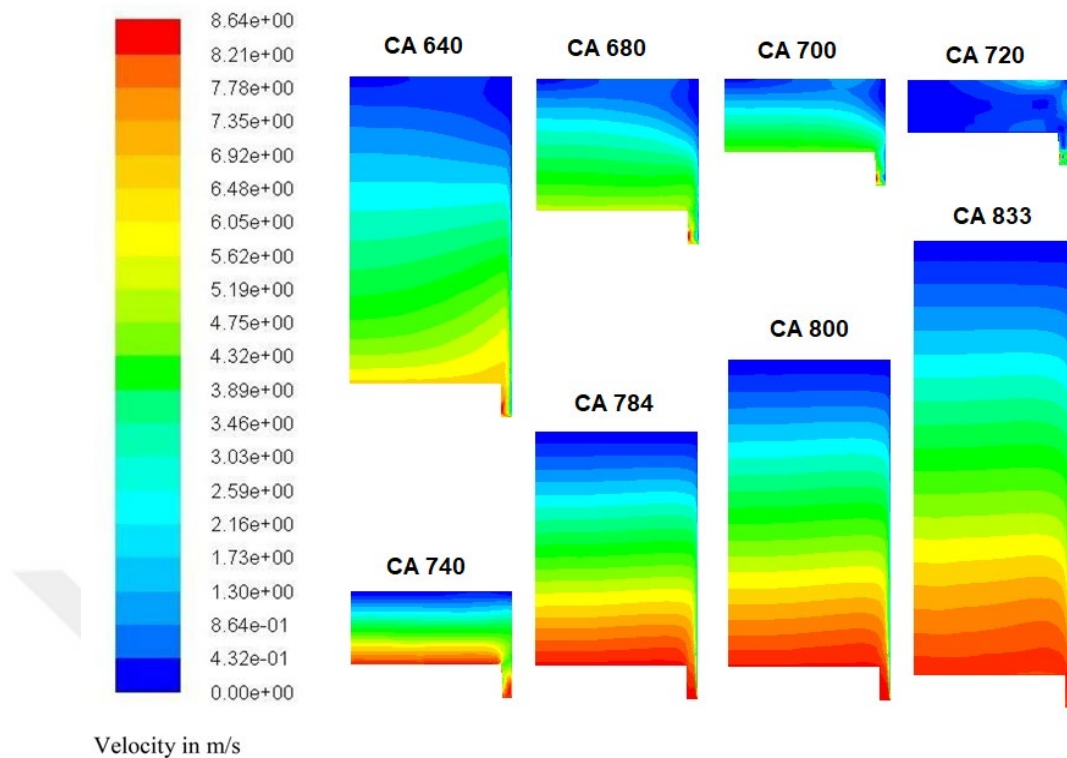 8.64e+00
8.21e+00
7.78e+00
7.35e+00
6.92e+00
6.48e+00
6.05e+00
5.62e+00
5.19e+00
4.75e+00
4.32e+00
3.89e+00
3.46e+00
3.03e+00
2.59e+00
2.16e+00
1.73e+00
1.30e+00
8.64e-01
4.32e-01
0.00e+00
Velocity in m/s
CA 640
CA 680
CA 700
CA 720
CA 740
CA 784
CA 800
CA 833